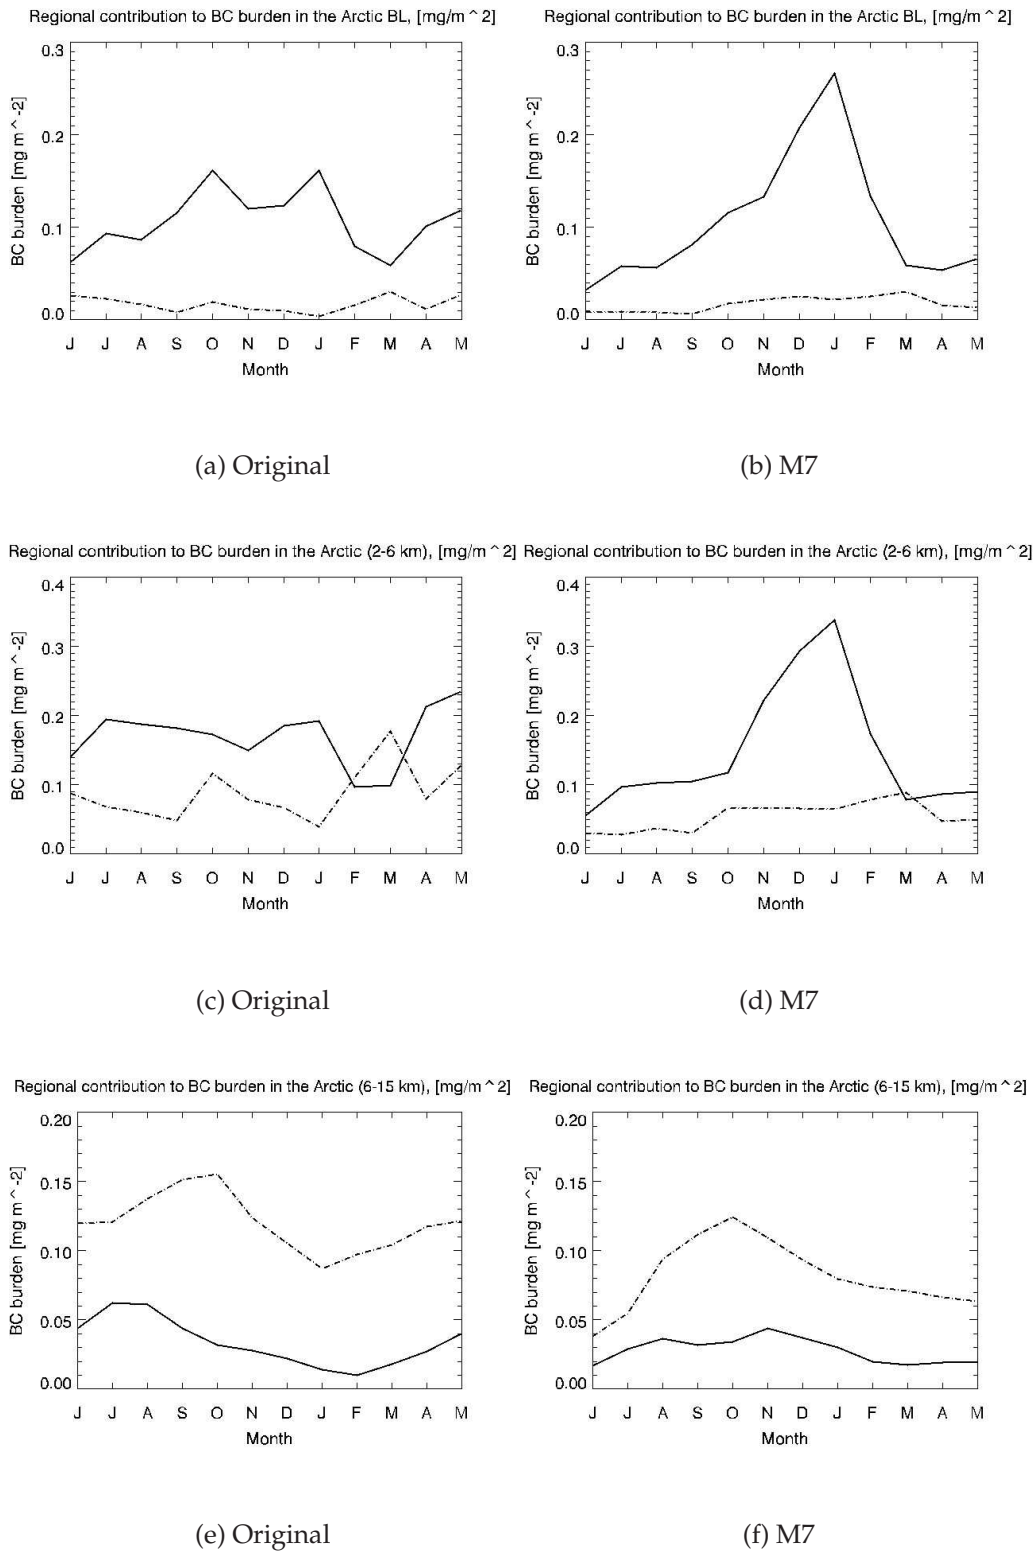 Regional contribution to BC burden in the Arctic BL, [mg/m^2]
BC burden [mg m^-2]
0.3
0.2
0.1
0.0
J J A S O N D J F M A M
Month
(a) Original
Regional contribution to BC burden in the Arctic BL, [mg/m^2]
BC burden [mg m^-2]
0.3
0.2
0.1
0.0
J J A S O N D J F M A M
Month
(b) M7
Regional contribution to BC burden in the Arctic (2-6 km), [mg/m^2]
BC burden [mg m^-2]
0.4
0.3
0.2
0.1
0.0
J J A S O N D J F M A M
Month
(c) Original
Regional contribution to BC burden in the Arctic (2-6 km), [mg/m^2]
BC burden [mg m^-2]
0.4
0.3
0.2
0.1
0.0
J J A S O N D J F M A M
Month
(d) M7
Regional contribution to BC burden in the Arctic (6-15 km), [mg/m^2]
BC burden [mg m^-2]
0.20
0.15
0.10
0.05
0.00
J J A S O N D J F M A M
Month
(e) Original
Regional contribution to BC burden in the Arctic (6-15 km), [mg/m^2]
BC burden [mg m^-2]
0.20
0.15
0.10
0.05
0.00
J J A S O N D J F M A M
Month
(f) M7